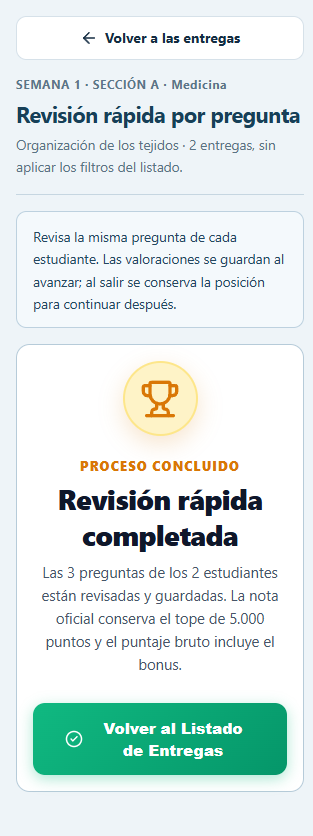 Volver a las entregas
SEMANA 1 · SECCIÓN A · Medicina
Revisión rápida por pregunta
Organización de los tejidos · 2 entregas, sin
aplicar los filtros del listado.
Revisa la misma pregunta de cada
estudiante. Las valoraciones se guardan al
avanzar; al salir se conserva la posición
para continuar después.
PROCESO CONCLUIDO
Revisión rápida
completada
Las 3 preguntas de los 2 estudiantes
están revisadas y guardadas. La nota
oficial conserva el tope de 5.000
puntos y el puntaje bruto incluye el
bonus.
Volver al Listado
de Entregas